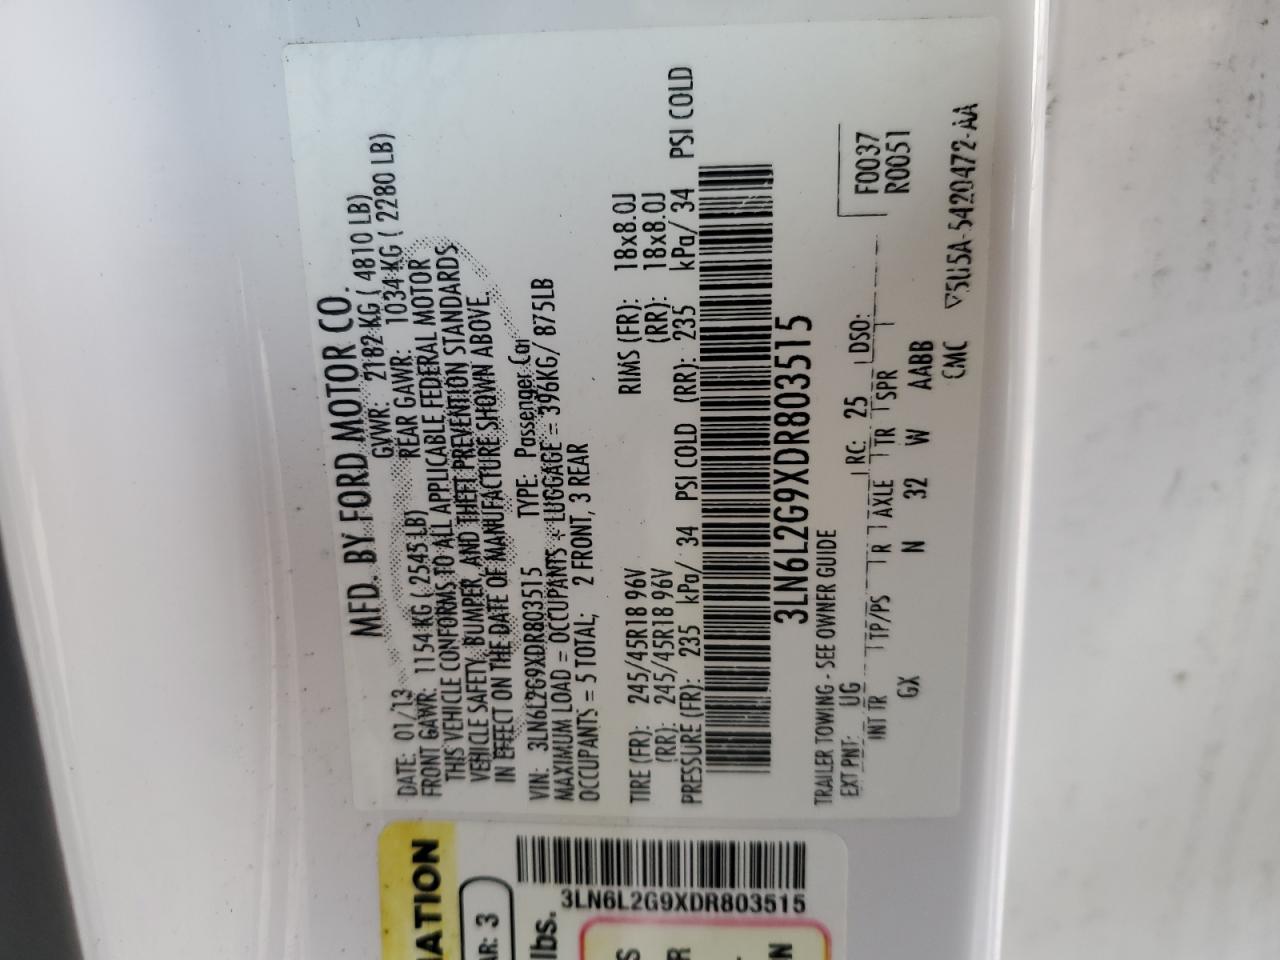 MFD. BY FORD MOTOR CO.
DATE: 01/13 GVWR: 2182 KG ( 4810 LB)
FRONT GAWR: 1154 KG ( 2545 LB) REAR GAWR: 1034 KG ( 2280 LB)
THIS VEHICLE CONFORMS TO ALL APPLICABLE FEDERAL MOTOR
VEHICLE SAFETY, BUMPER, AND THEFT PREVENTION STANDARDS
IN EFFECT ON THE DATE OF MANUFACTURE SHOWN ABOVE.
VIN: 3LN6L2G9XDR803515 TYPE: Passenger Car
MAXIMUM LOAD = OCCUPANTS + LUGGAGE = 396KG/ 875LB
OCCUPANTS = 5 TOTAL; 2 FRONT, 3 REAR
TIRE (FR): 245/45R18 96V RIMS (FR): 18x8.0J
(RR): 245/45R18 96V (RR): 18x8.0J
PRESSURE (FR): 235 kPa/ 34 PSI COLD (RR): 235 kPa/ 34 PSI COLD
3LN6L2G9XDR803515
TRAILER TOWING - SEE OWNER GUIDE
EXT PNT: UG RC: 25 DSO: F0037
INT TR TP/PS R AXLE TR SPR R0051
GX N 32 W AABB
CMC
5U5A-5420472-AA
MATION
AR: 3
lbs.
3LN6L2G9XDR803515